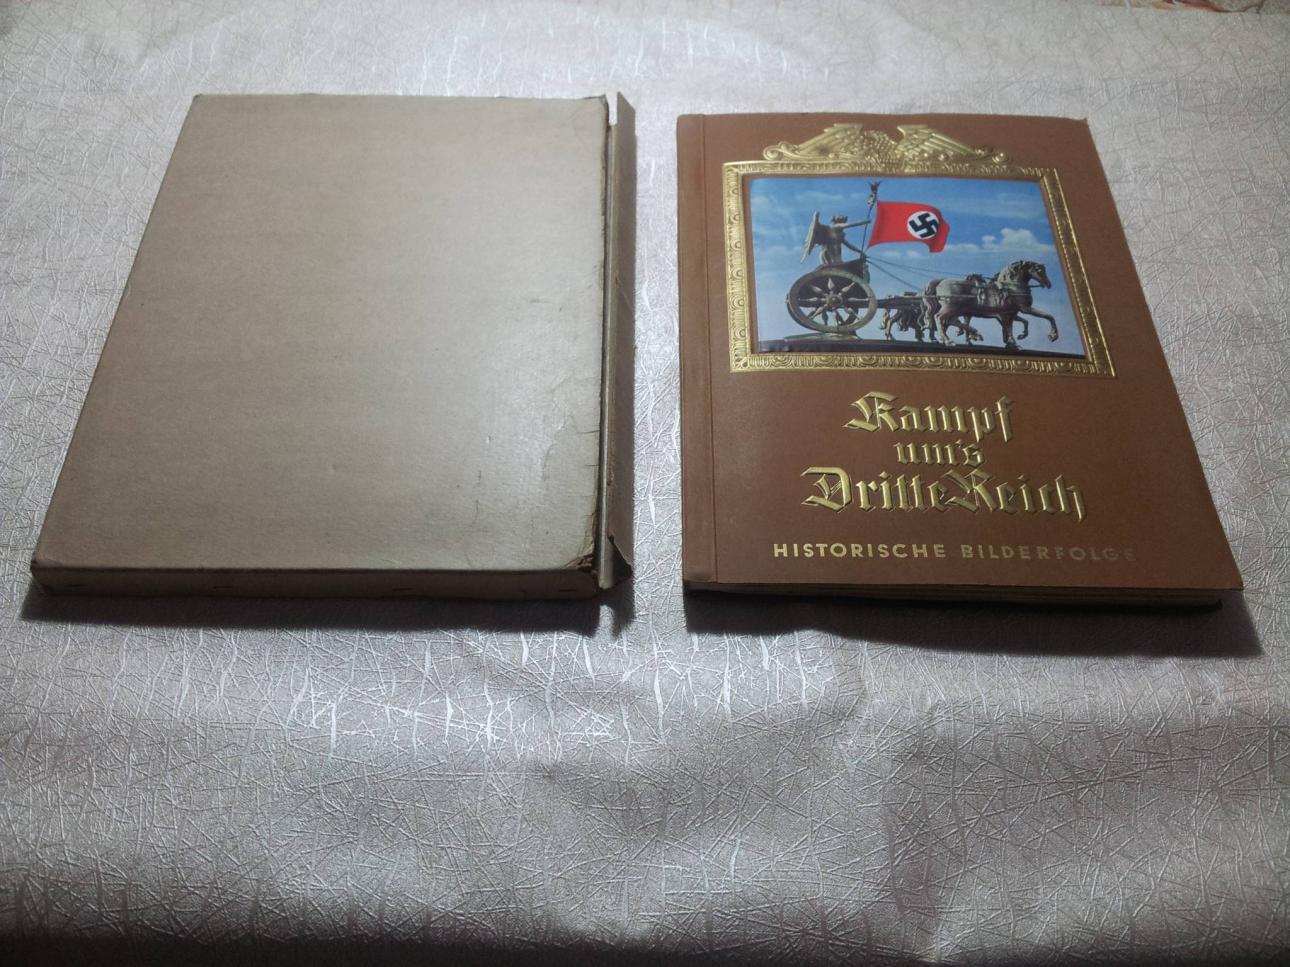 Kampf
um's
Dritte Reich
HISTORISCHE BILDERFOLGE